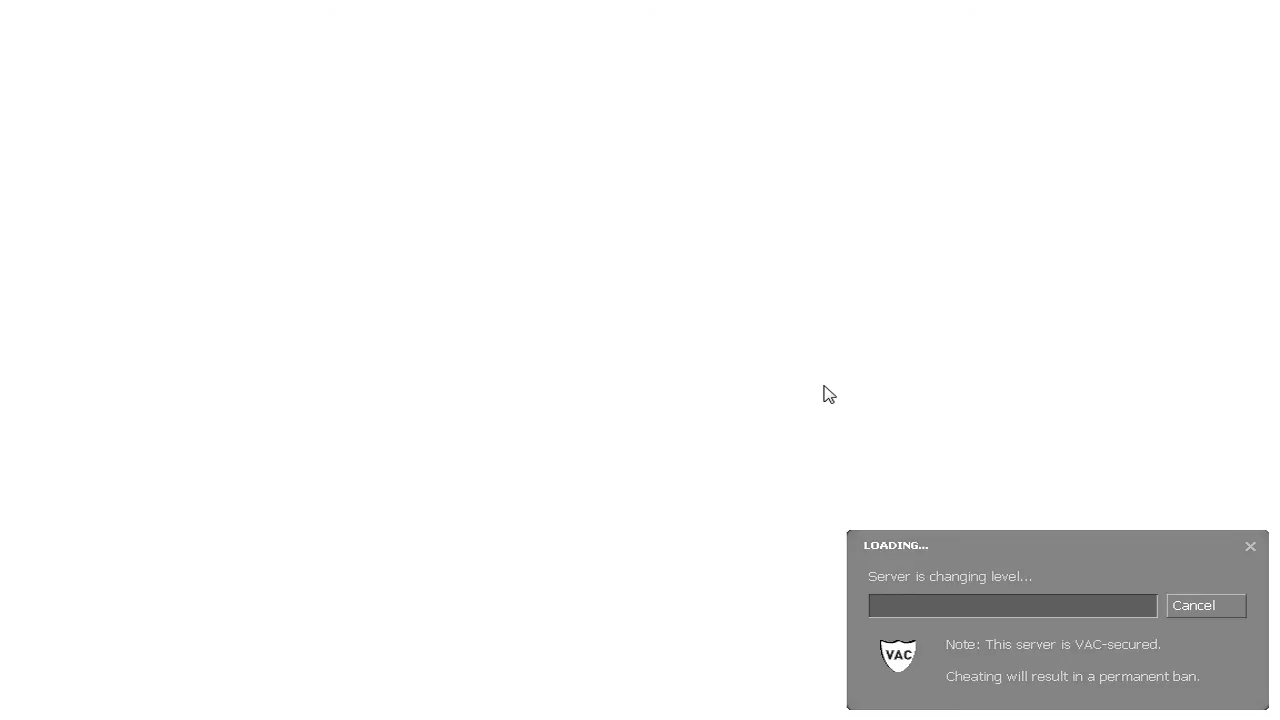 LOADING...
Server is changing level...
Cancel
VAC
Note: This server is VAC-secured.
Cheating will result in a permanent ban.